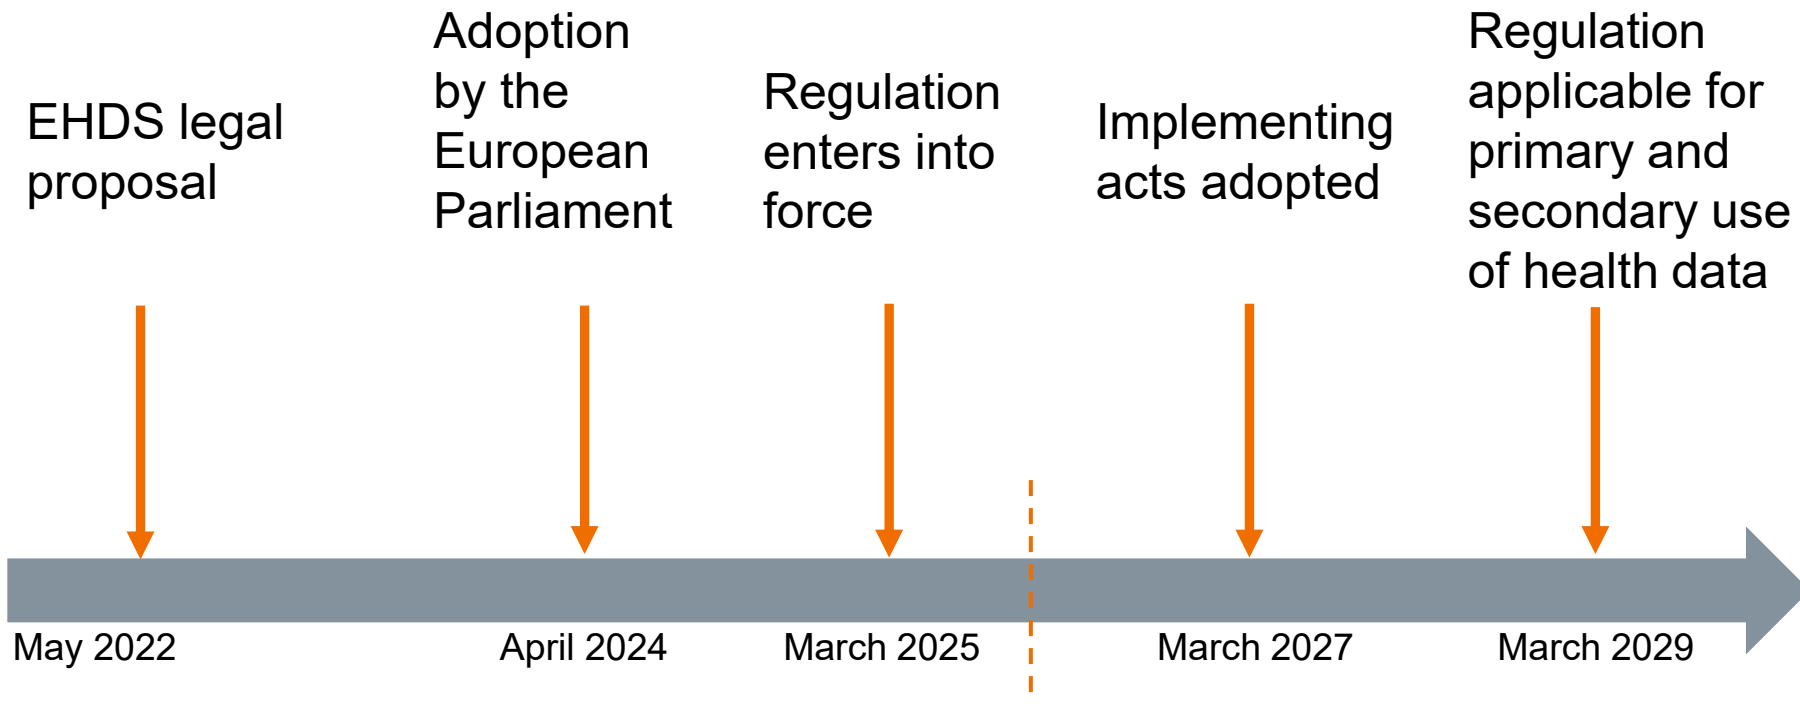 EHDS legal
proposal
Adoption
by the
European
Parliament
Regulation
enters into
force
Implementing
acts adopted
Regulation
applicable for
primary and
secondary use
of health data
May 2022
April 2024
March 2025
March 2027
March 2029